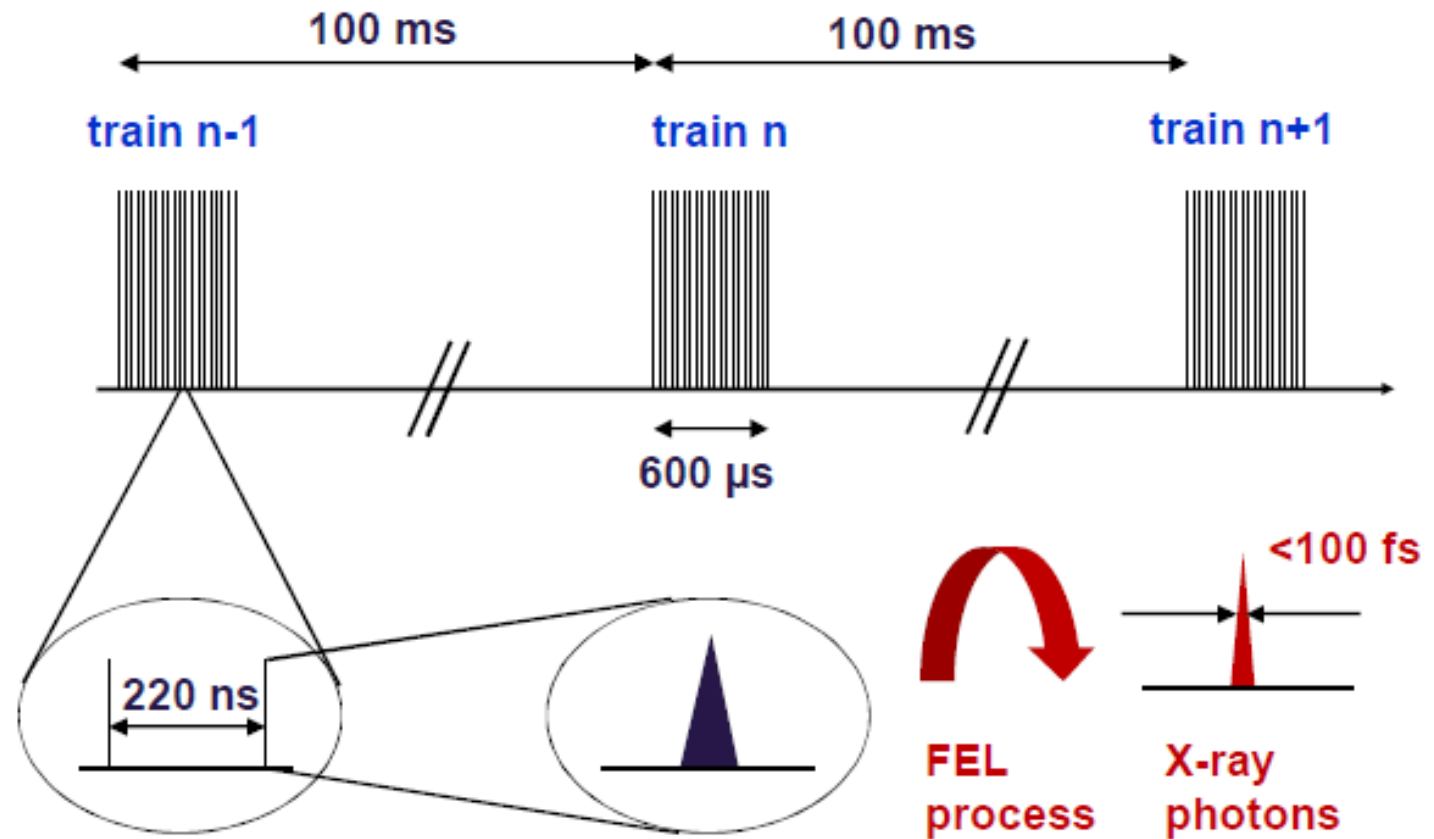 100 ms
100 ms
train n-1
train n
train n+1
600 µs
<100 fs
220 ns
FEL
process
X-ray
photons